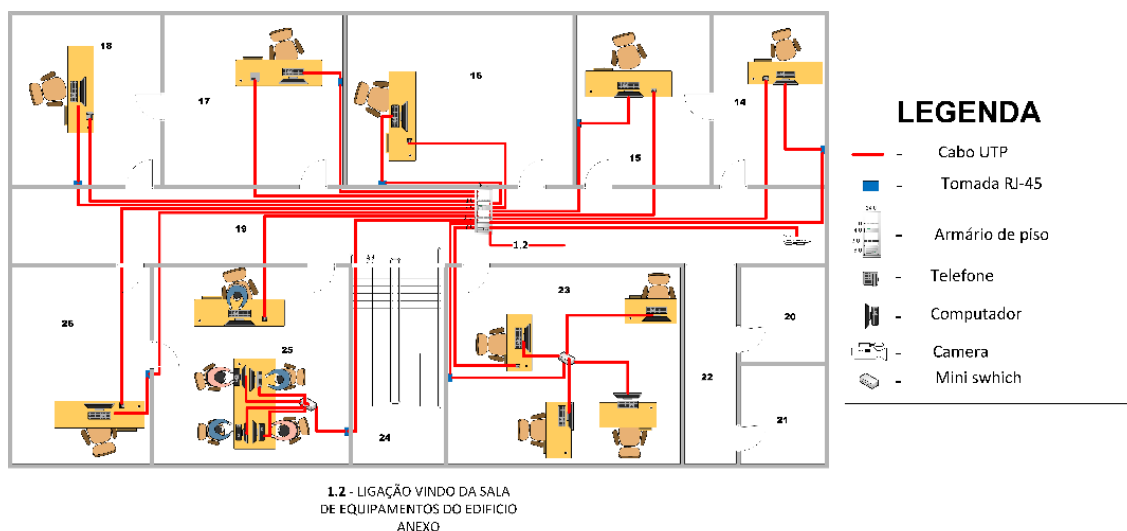 18
17
16
15
14
19
1.2
26
25
24
23
22
20
21
1.2 - LIGAÇÃO VINDO DA SALA
DE EQUIPAMENTOS DO EDIFICIO
ANEXO
LEGENDA
- Cabo UTP
- Tomada RJ-45
- Armário de piso
- Telefone
- Computador
- Camera
- Mini swhich